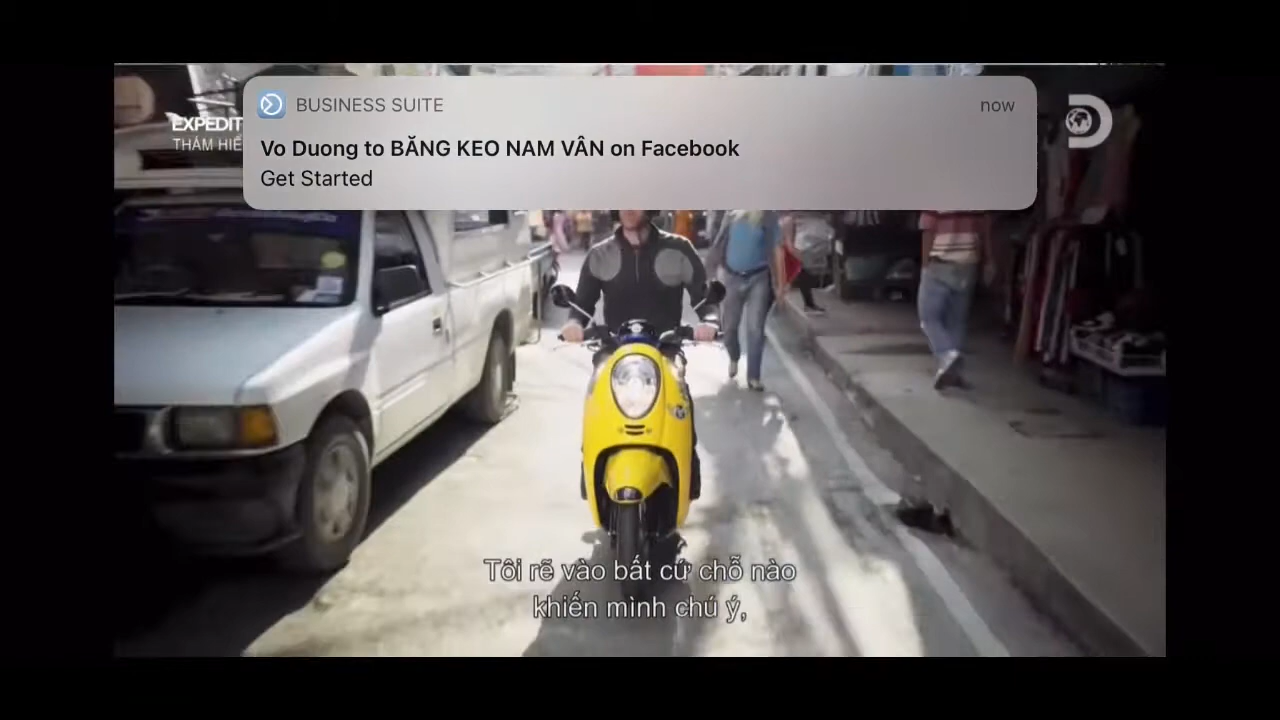 BUSINESS SUITE
now
Vo Duong to BĂNG KEO NAM VÂN on Facebook
Get Started
EXPEDIT
THÁM HIỂ
Tôi rẽ vào bất cứ chỗ nào
khiến mình chú ý,